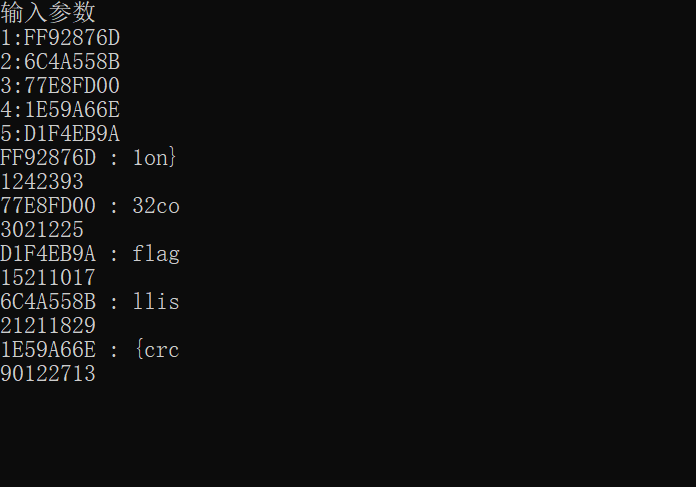 输入参数
1:FF92876D
2:6C4A558B
3:77E8FD00
4:1E59A66E
5:D1F4EB9A
FF92876D : lon}
1242393
77E8FD00 : 32co
3021225
D1F4EB9A : flag
15211017
6C4A558B : llis
21211829
1E59A66E : {crc
90122713